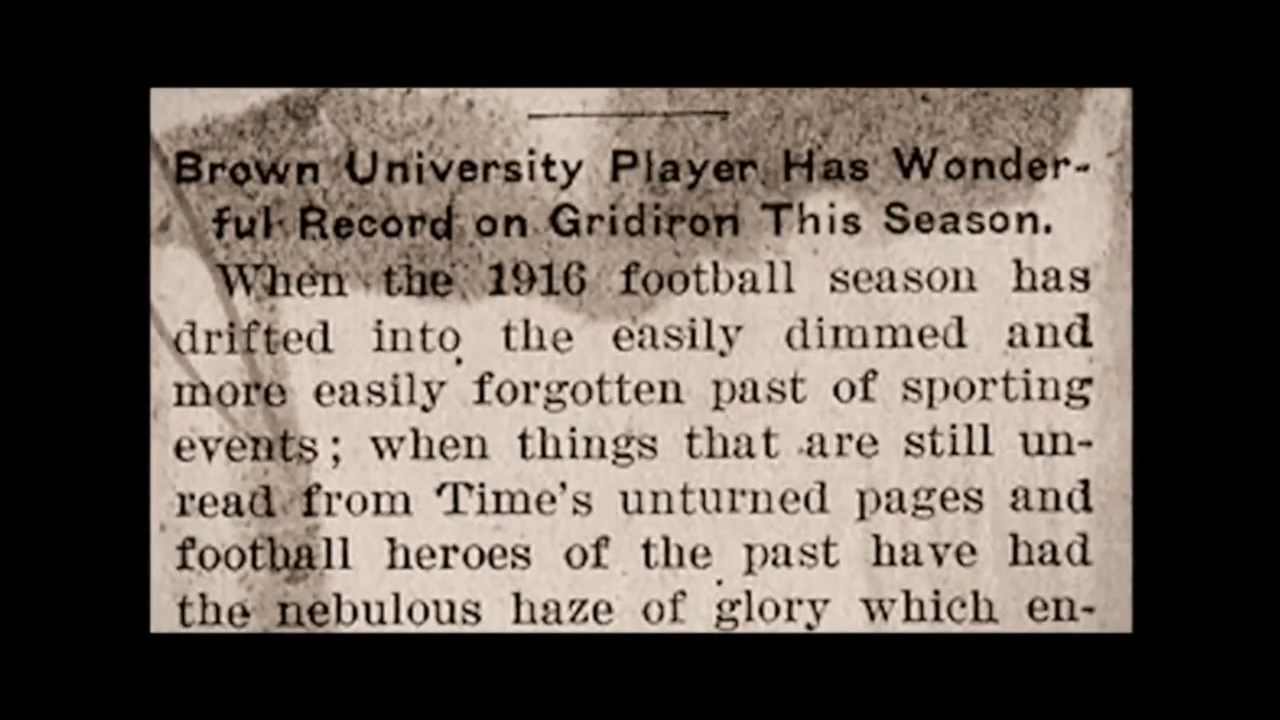 Brown University Player Has Wonder-
ful Record on Gridiron This Season.
When the 1916 football season has
drifted into the easily dimmed and
more easily forgotten past of sporting
events; when things that are still un-
read from Time's unturned pages and
football heroes of the past have had
the nebulous haze of glory which en-